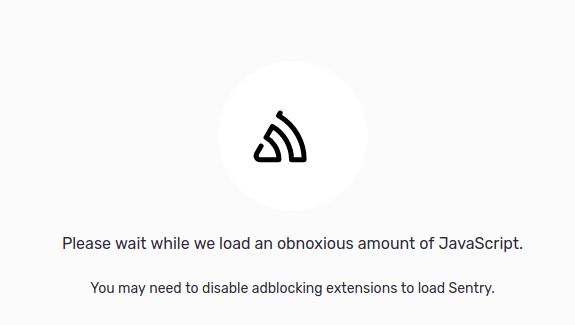 Please wait while we load an obnoxious amount of JavaScript.
You may need to disable adblocking extensions to load Sentry.